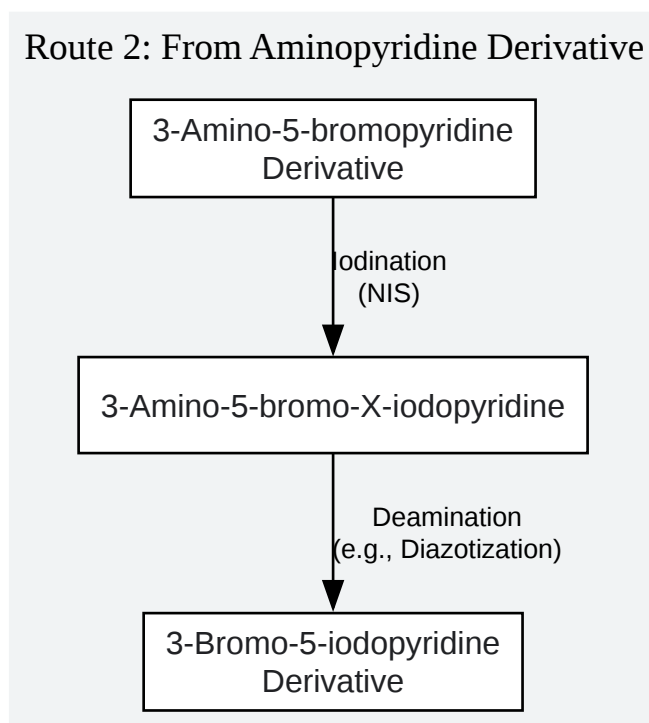 Route 2: From Aminopyridine Derivative
3-Amino-5-bromopyridine
Derivative
Iodination
(NIS)
3-Amino-5-bromo-X-iodopyridine
Deamination
(e.g., Diazotization)
3-Bromo-5-iodopyridine
Derivative